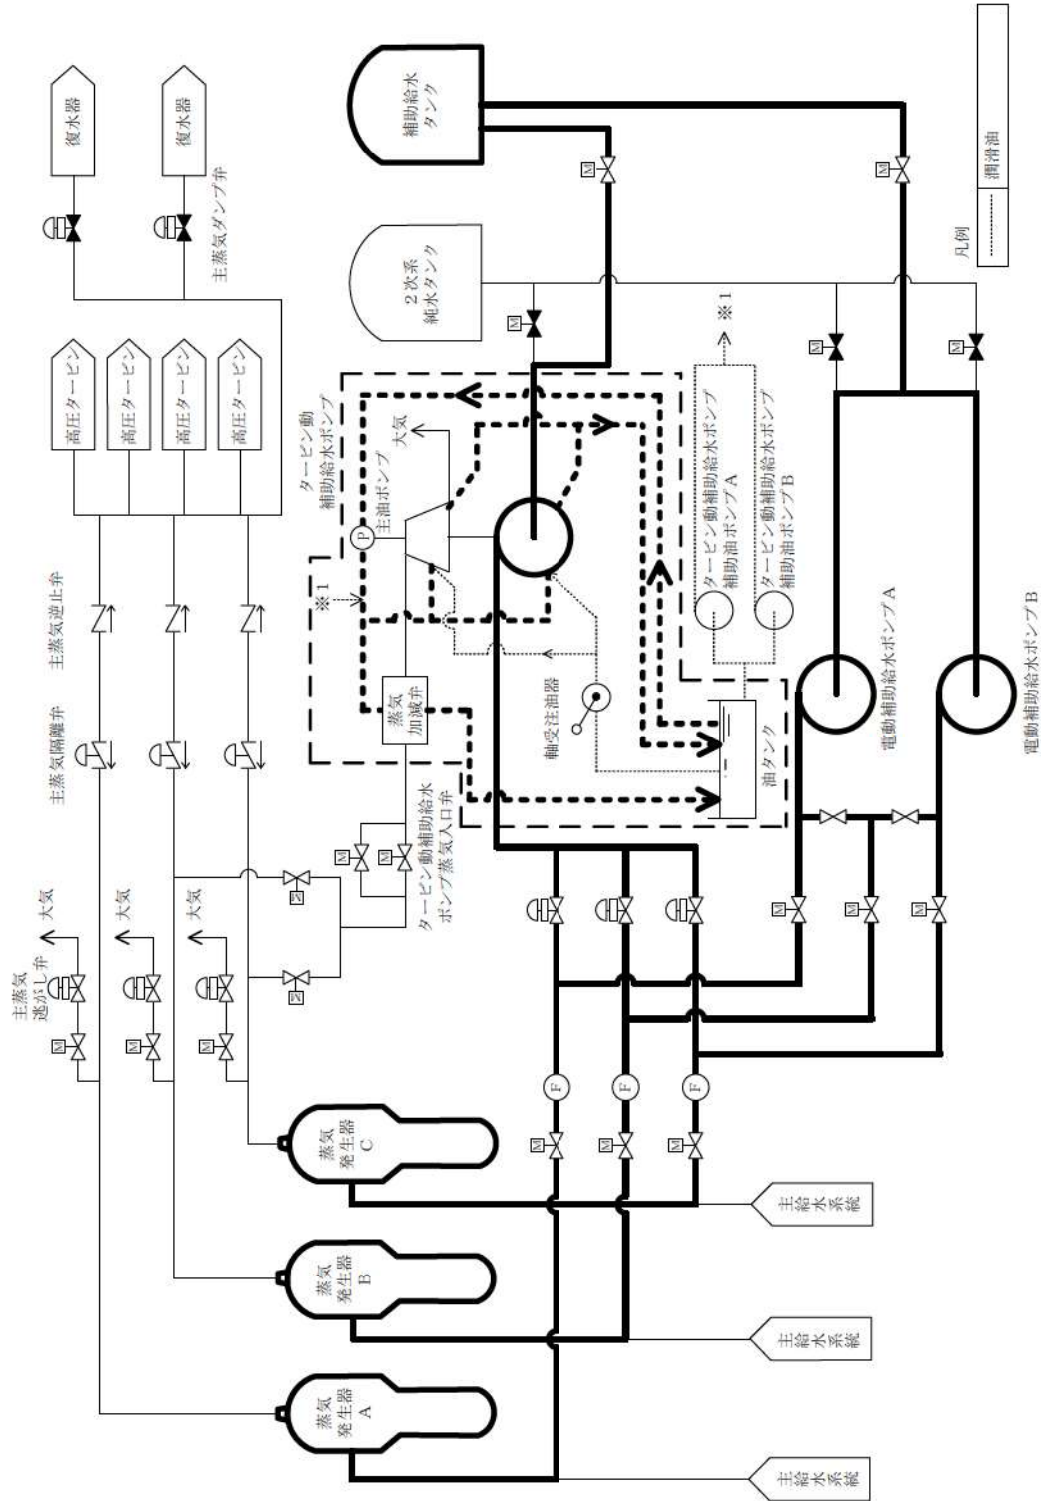 復水器
復水器
主蒸気ダンプ弁
高圧タービン
高圧タービン
高圧タービン
高圧タービン
主蒸気逆止弁
主蒸気隔離弁
大気
大気
大気
主蒸気
逃がし弁
M
M
M
M
M
タービン動補助給水
ポンプ蒸気入口弁
蒸気
加減弁
タービン動
補助給水ポンプ
主油ポンプ
P
大気
※1
補助給水
タンク
2次系
純水タンク
M
M
M
M
M
軸受注油器
油タンク
タービン動補助給水ポンプ
補助油ポンプA
タービン動補助給水ポンプ
補助油ポンプB
※1
凡例
潤滑油
電動補助給水ポンプA
電動補助給水ポンプB
M
M
M
F
F
F
M
M
M
蒸気
発生器
A
蒸気
発生器
B
蒸気
発生器
C
主
給
水
系
統
主
給
水
系
統
主
給
水
系
統